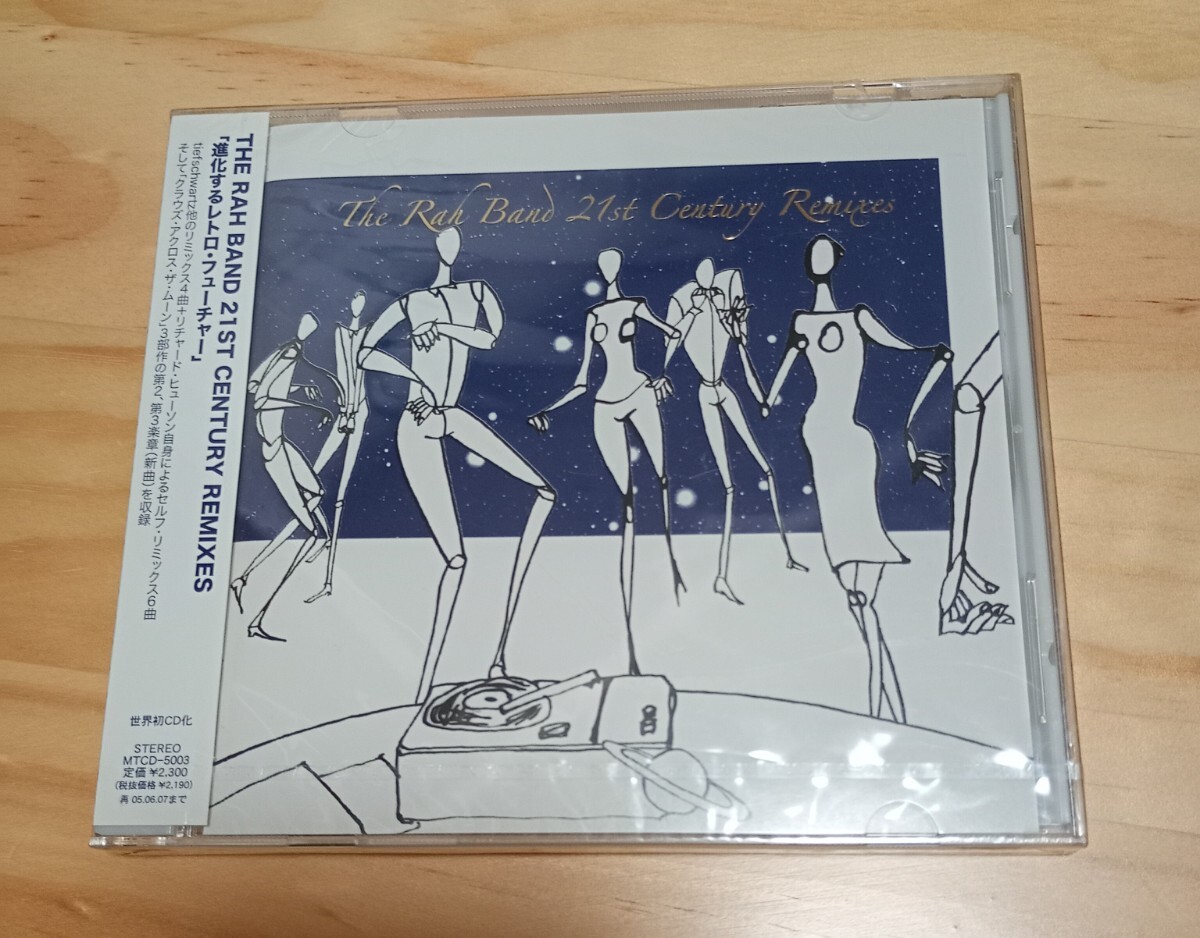 THE RAH BAND 21ST CENTURY REMIXES
「進化するレトロ・フューチャー」
tiefschwartz他のリミックス4曲+リチャード・ヒューソン自身によるセルフ・リミックス6曲
そして「クラウズ・アクロス・ザ・ムーン」3部作の第2、第3楽章(新曲)を収録
世界初CD化
STEREO
MTCD-5003
定価 ¥2,300
(税抜価格 ¥2,190)
再 05.06.07まで
The Rah Band 21st Century Remixes